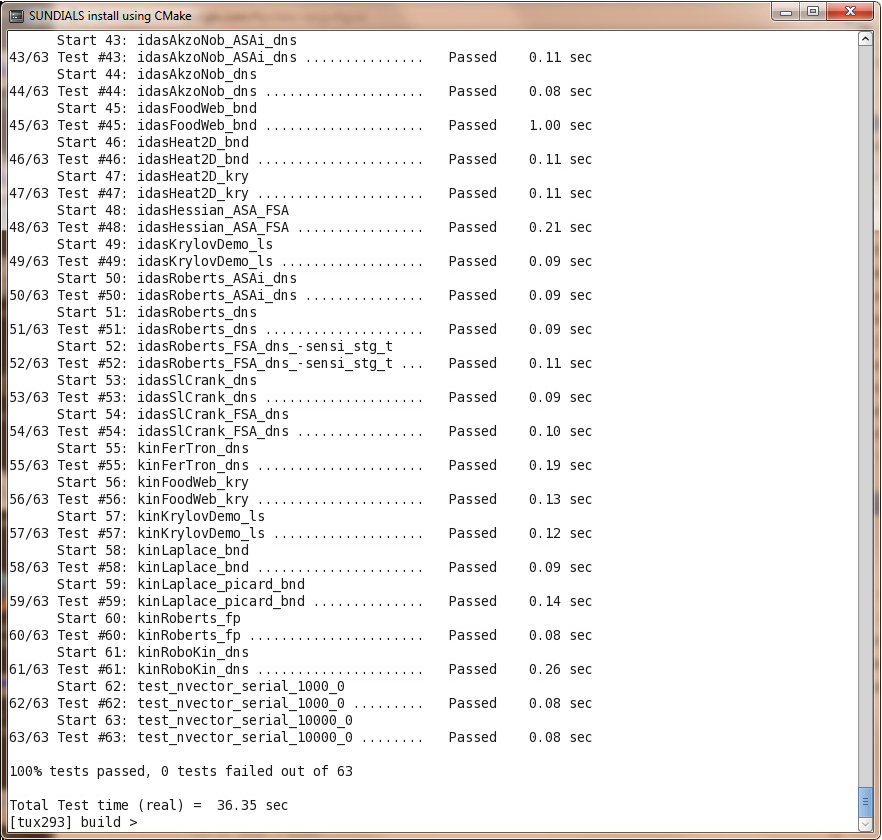 SUNDIALS install using CMake
Start 43: idasAkzoNob_ASAi_dns
43/63 Test #43: idasAkzoNob_ASAi_dns ............... Passed 0.11 sec
Start 44: idasAkzoNob_dns
44/63 Test #44: idasAkzoNob_dns .................... Passed 0.08 sec
Start 45: idasFoodWeb_bnd
45/63 Test #45: idasFoodWeb_bnd .................... Passed 1.00 sec
Start 46: idasHeat2D_bnd
46/63 Test #46: idasHeat2D_bnd ..................... Passed 0.11 sec
Start 47: idasHeat2D_kry
47/63 Test #47: idasHeat2D_kry ..................... Passed 0.11 sec
Start 48: idasHessian_ASA_FSA
48/63 Test #48: idasHessian_ASA_FSA ................ Passed 0.21 sec
Start 49: idasKrylovDemo_ls
49/63 Test #49: idasKrylovDemo_ls .................. Passed 0.09 sec
Start 50: idasRoberts_ASAi_dns
50/63 Test #50: idasRoberts_ASAi_dns ............... Passed 0.09 sec
Start 51: idasRoberts_dns
51/63 Test #51: idasRoberts_dns .................... Passed 0.09 sec
Start 52: idasRoberts_FSA_dns_-sensi_stg_t
52/63 Test #52: idasRoberts_FSA_dns_-sensi_stg_t ... Passed 0.11 sec
Start 53: idasSlCrank_dns
53/63 Test #53: idasSlCrank_dns .................... Passed 0.09 sec
Start 54: idasSlCrank_FSA_dns
54/63 Test #54: idasSlCrank_FSA_dns ................ Passed 0.10 sec
Start 55: kinFerTron_dns
55/63 Test #55: kinFerTron_dns ..................... Passed 0.19 sec
Start 56: kinFoodWeb_kry
56/63 Test #56: kinFoodWeb_kry ..................... Passed 0.13 sec
Start 57: kinKrylovDemo_ls
57/63 Test #57: kinKrylovDemo_ls ................... Passed 0.12 sec
Start 58: kinLaplace_bnd
58/63 Test #58: kinLaplace_bnd ..................... Passed 0.09 sec
Start 59: kinLaplace_picard_bnd
59/63 Test #59: kinLaplace_picard_bnd .............. Passed 0.14 sec
Start 60: kinRoberts_fp
60/63 Test #60: kinRoberts_fp ...................... Passed 0.08 sec
Start 61: kinRoboKin_dns
61/63 Test #61: kinRoboKin_dns ..................... Passed 0.26 sec
Start 62: test_nvector_serial_1000_0
62/63 Test #62: test_nvector_serial_1000_0 ......... Passed 0.08 sec
Start 63: test_nvector_serial_10000_0
63/63 Test #63: test_nvector_serial_10000_0 ........ Passed 0.08 sec
100% tests passed, 0 tests failed out of 63
Total Test time (real) = 36.35 sec
[tux293] build >